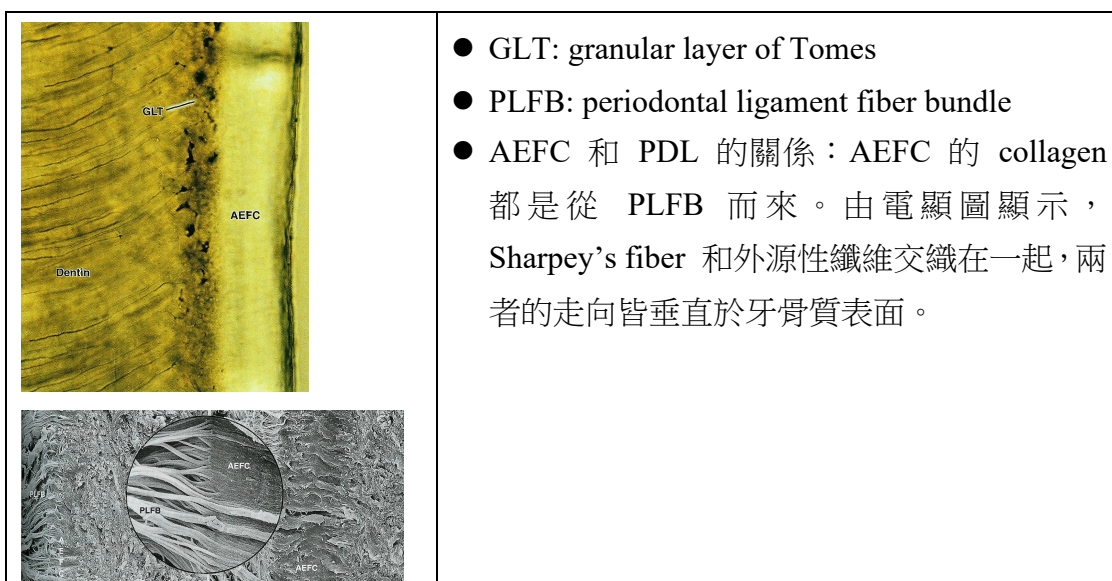 GLT
AEFC
Dentin
PLFB
AEFC
PLFB
AEFC
AEFC
● GLT: granular layer of Tomes
● PLFB: periodontal ligament fiber bundle
● AEFC 和 PDL 的關係：AEFC 的 collagen
都是從 PLFB 而來。由電顯圖顯示，
Sharpey’s fiber 和外源性纖維交織在一起，兩
者的走向皆垂直於牙骨質表面。